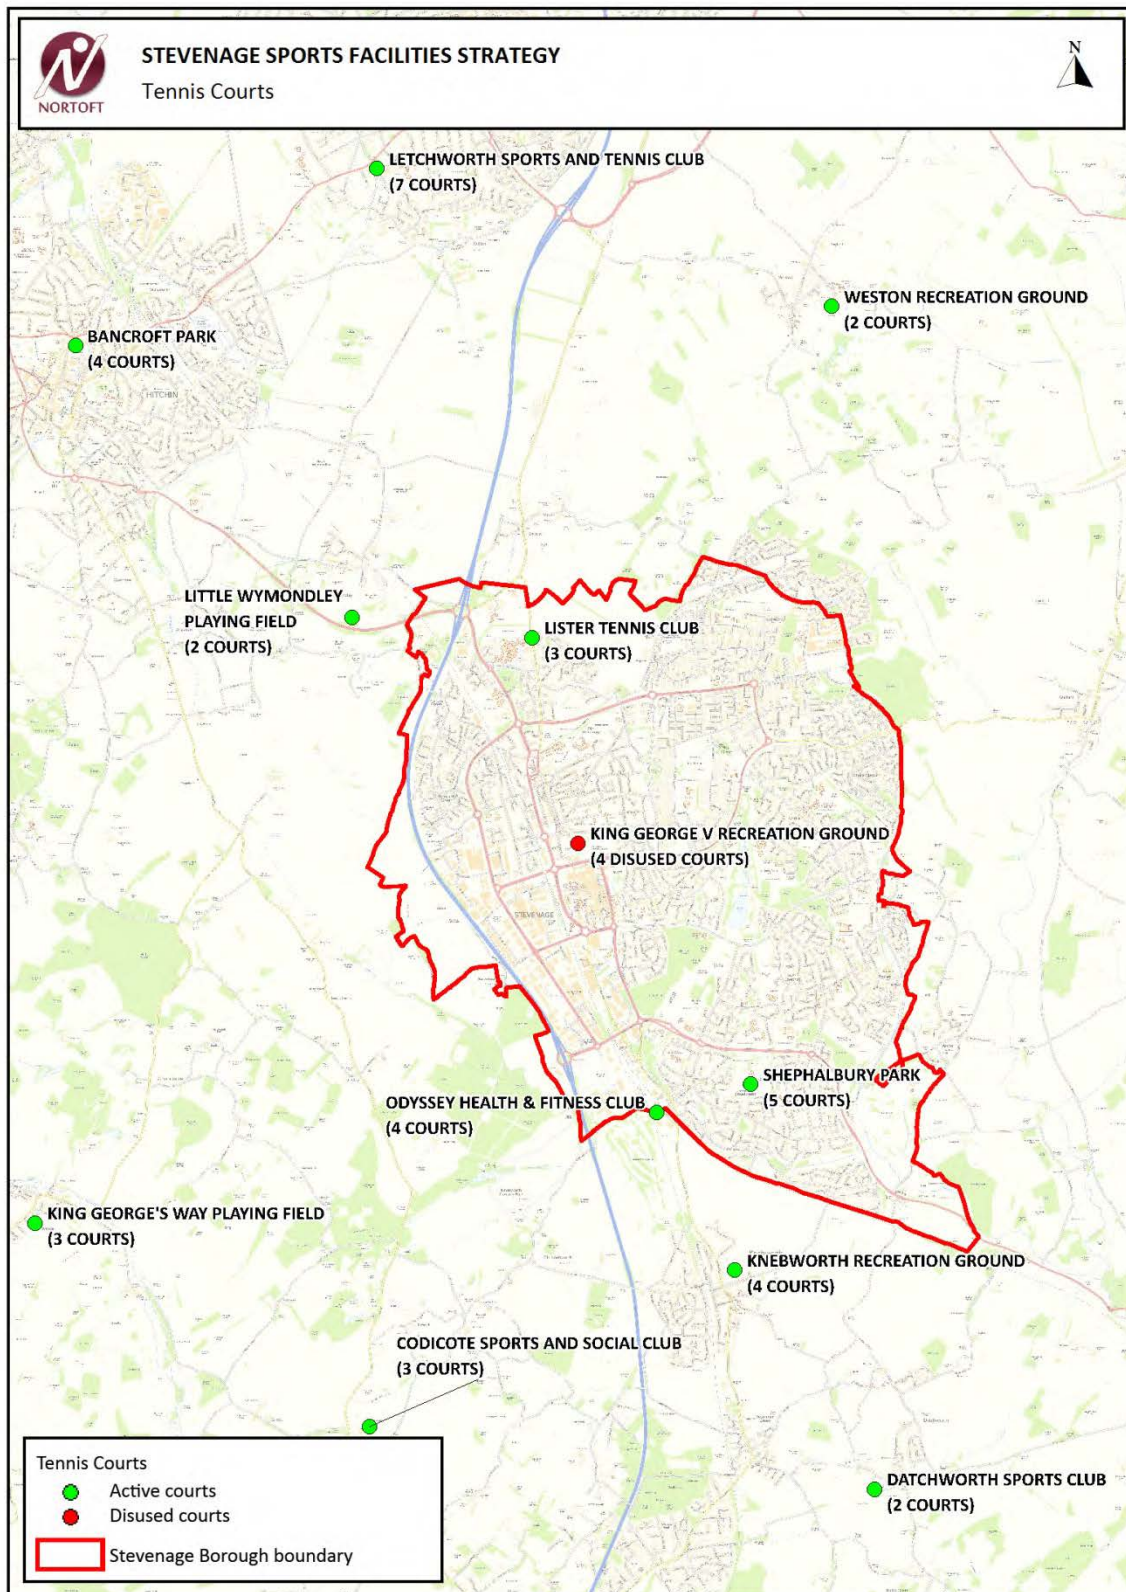 STEVENAGE SPORTS FACILITIES STRATEGY
Tennis Courts
NORTOFT
N
LETCHWORTH SPORTS AND TENNIS CLUB
(7 COURTS)
WESTON RECREATION GROUND
(2 COURTS)
BANCROFT PARK
(4 COURTS)
HITCHIN
LITTLE WYMONDLEY
PLAYING FIELD
(2 COURTS)
LISTER TENNIS CLUB
(3 COURTS)
KING GEORGE V RECREATION GROUND
(4 DISUSED COURTS)
STEVENAGE
SHEPHALBURY PARK
(5 COURTS)
ODYSSEY HEALTH & FITNESS CLUB
(4 COURTS)
KING GEORGE'S WAY PLAYING FIELD
(3 COURTS)
KNEBWORTH RECREATION GROUND
(4 COURTS)
CODICOTE SPORTS AND SOCIAL CLUB
(3 COURTS)
DATCHWORTH SPORTS CLUB
(2 COURTS)
Tennis Courts
Active courts
Disused courts
Stevenage Borough boundary